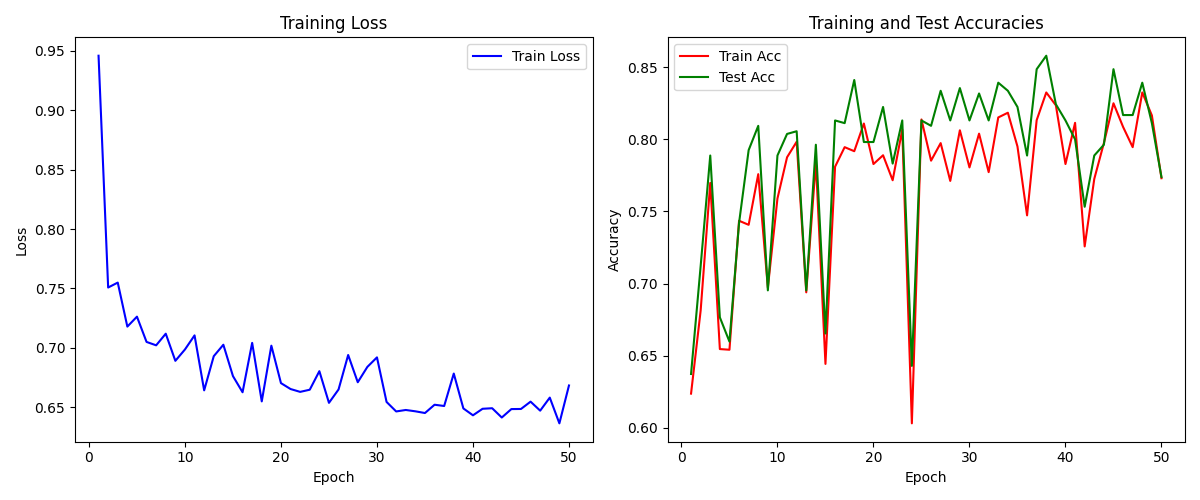 Training Loss
Train Loss
0.95
0.90
0.85
0.80
0.75
0.70
0.65
Loss
0 10 20 30 40 50
Epoch
Training and Test Accuracies
Train Acc
Test Acc
0.85
0.80
0.75
0.70
0.65
0.60
Accuracy
0 10 20 30 40 50
Epoch